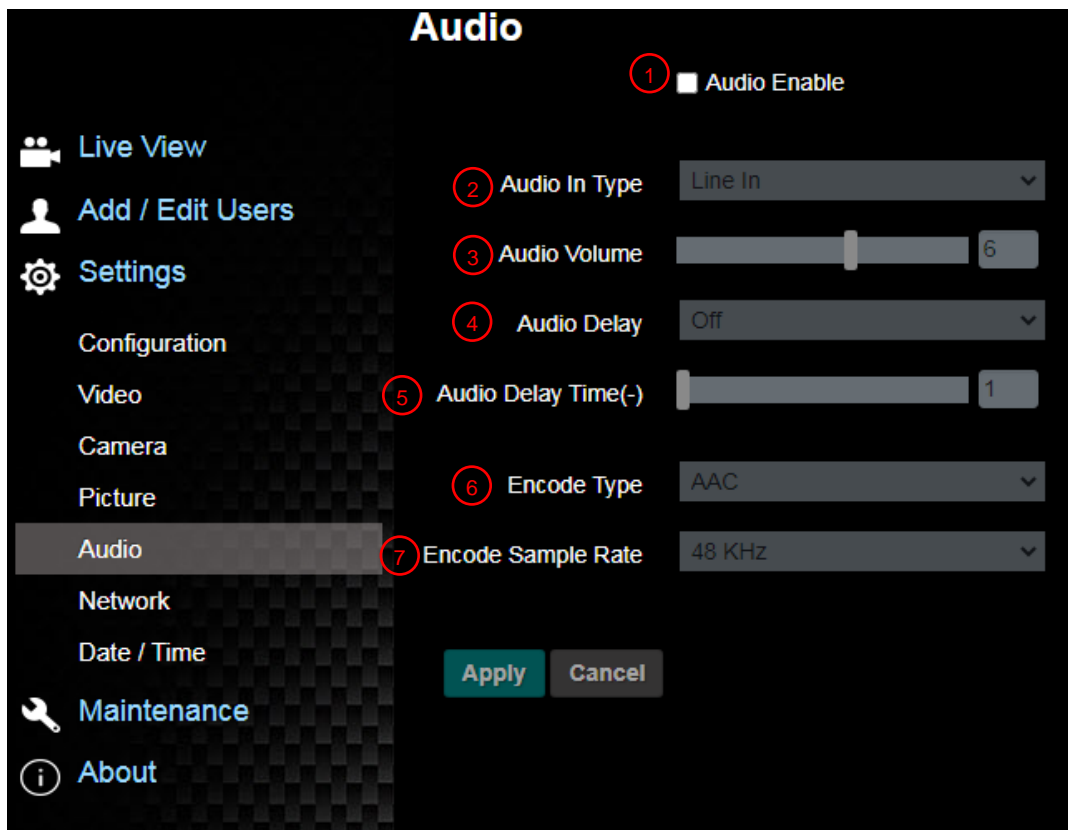 Audio
1 Audio Enable
Live View
Add / Edit Users
Settings
Configuration
Video
Camera
Picture
Audio
Network
Date / Time
Maintenance
About
2 Audio In Type Line In
3 Audio Volume 6
4 Audio Delay Off
5 Audio Delay Time(-) 1
6 Encode Type AAC
7 Encode Sample Rate 48 KHz
Apply Cancel